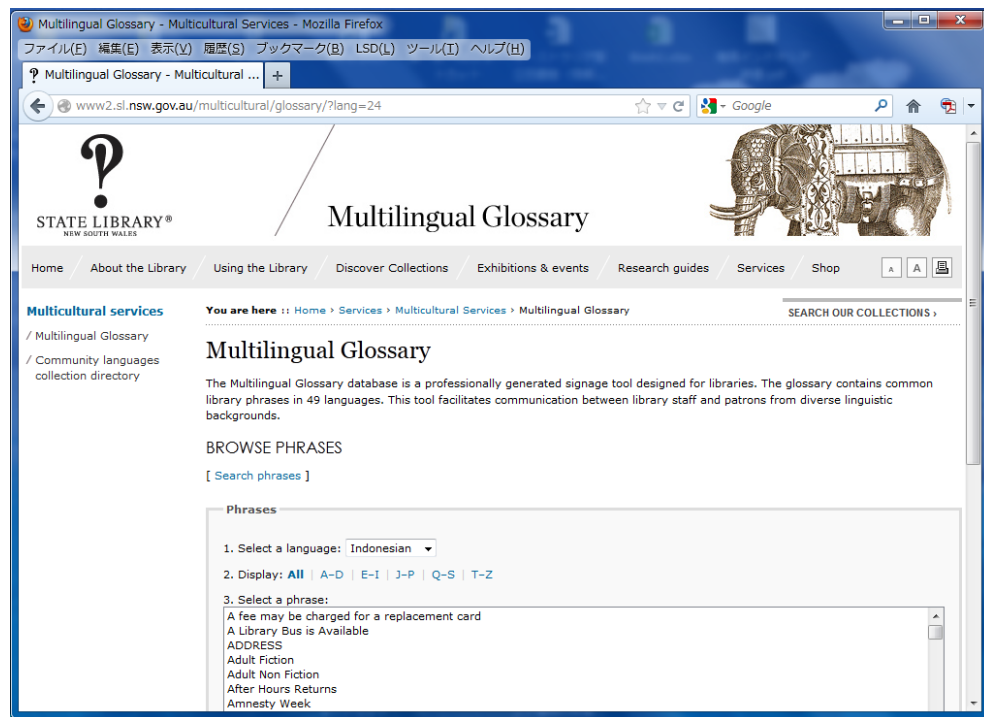 Multilingual Glossary - Multicultural Services - Mozilla Firefox
ファイル(F) 編集(E) 表示(V) 履歴(S) ブックマーク(B) LSD(L) ツール(T) ヘルプ(H)
Multilingual Glossary - Multicultural ... +
www2.sl.nsw.gov.au/multicultural/glossary/?lang=24
Google
STATE LIBRARY®
NEW SOUTH WALES
Multilingual Glossary
Home / About the Library / Using the Library / Discover Collections / Exhibitions & events / Research guides / Services / Shop
A A
Multicultural services
/ Multilingual Glossary
/ Community languages
collection directory
You are here :: Home › Services › Multicultural Services › Multilingual Glossary
SEARCH OUR COLLECTIONS ›
Multilingual Glossary
The Multilingual Glossary database is a professionally generated signage tool designed for libraries. The glossary contains common
library phrases in 49 languages. This tool facilitates communication between library staff and patrons from diverse linguistic
backgrounds.
BROWSE PHRASES
[ Search phrases ]
Phrases
1. Select a language: Indonesian
2. Display: All | A–D | E–I | J–P | Q–S | T–Z
3. Select a phrase:
A fee may be charged for a replacement card
A Library Bus is Available
ADDRESS
Adult Fiction
Adult Non Fiction
After Hours Returns
Amnesty Week